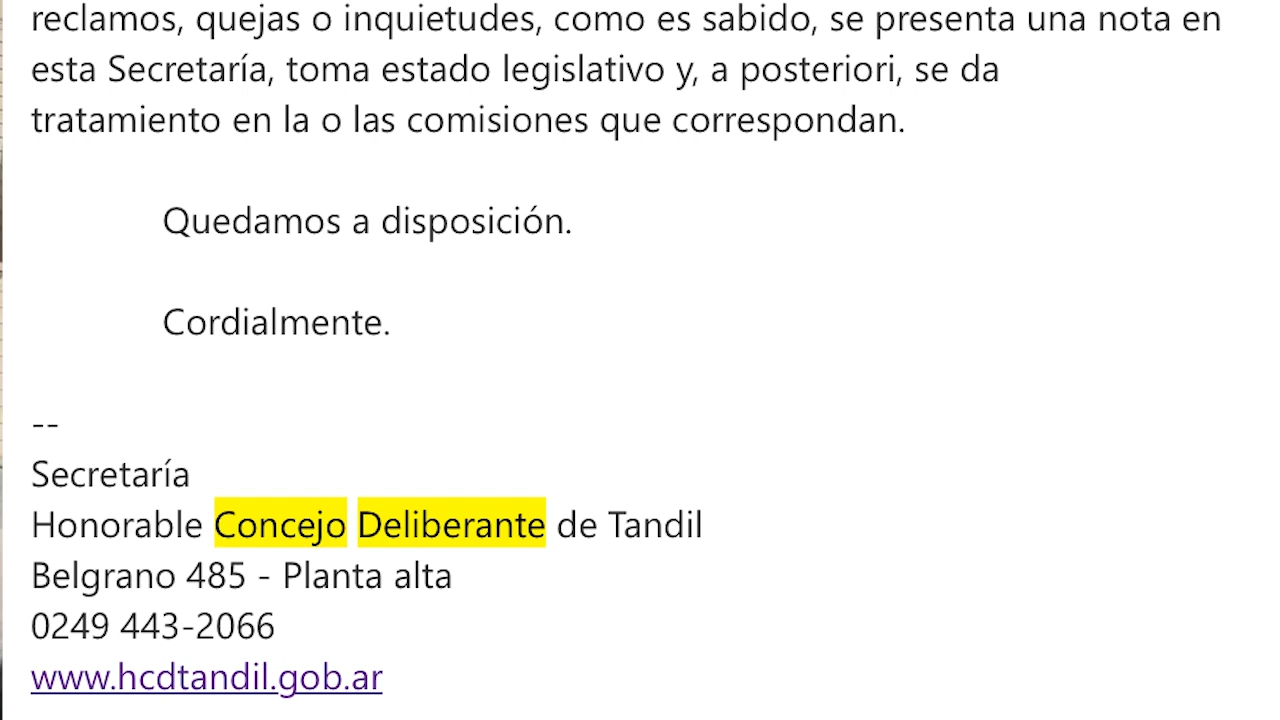 reclamos, quejas o inquietudes, como es sabido, se presenta una nota en
esta Secretaría, toma estado legislativo y, a posteriori, se da
tratamiento en la o las comisiones que correspondan.
Quedamos a disposición.
Cordialmente.
--
Secretaría
Honorable Concejo Deliberante de Tandil
Belgrano 485 - Planta alta
0249 443-2066
www.hcdtandil.gob.ar